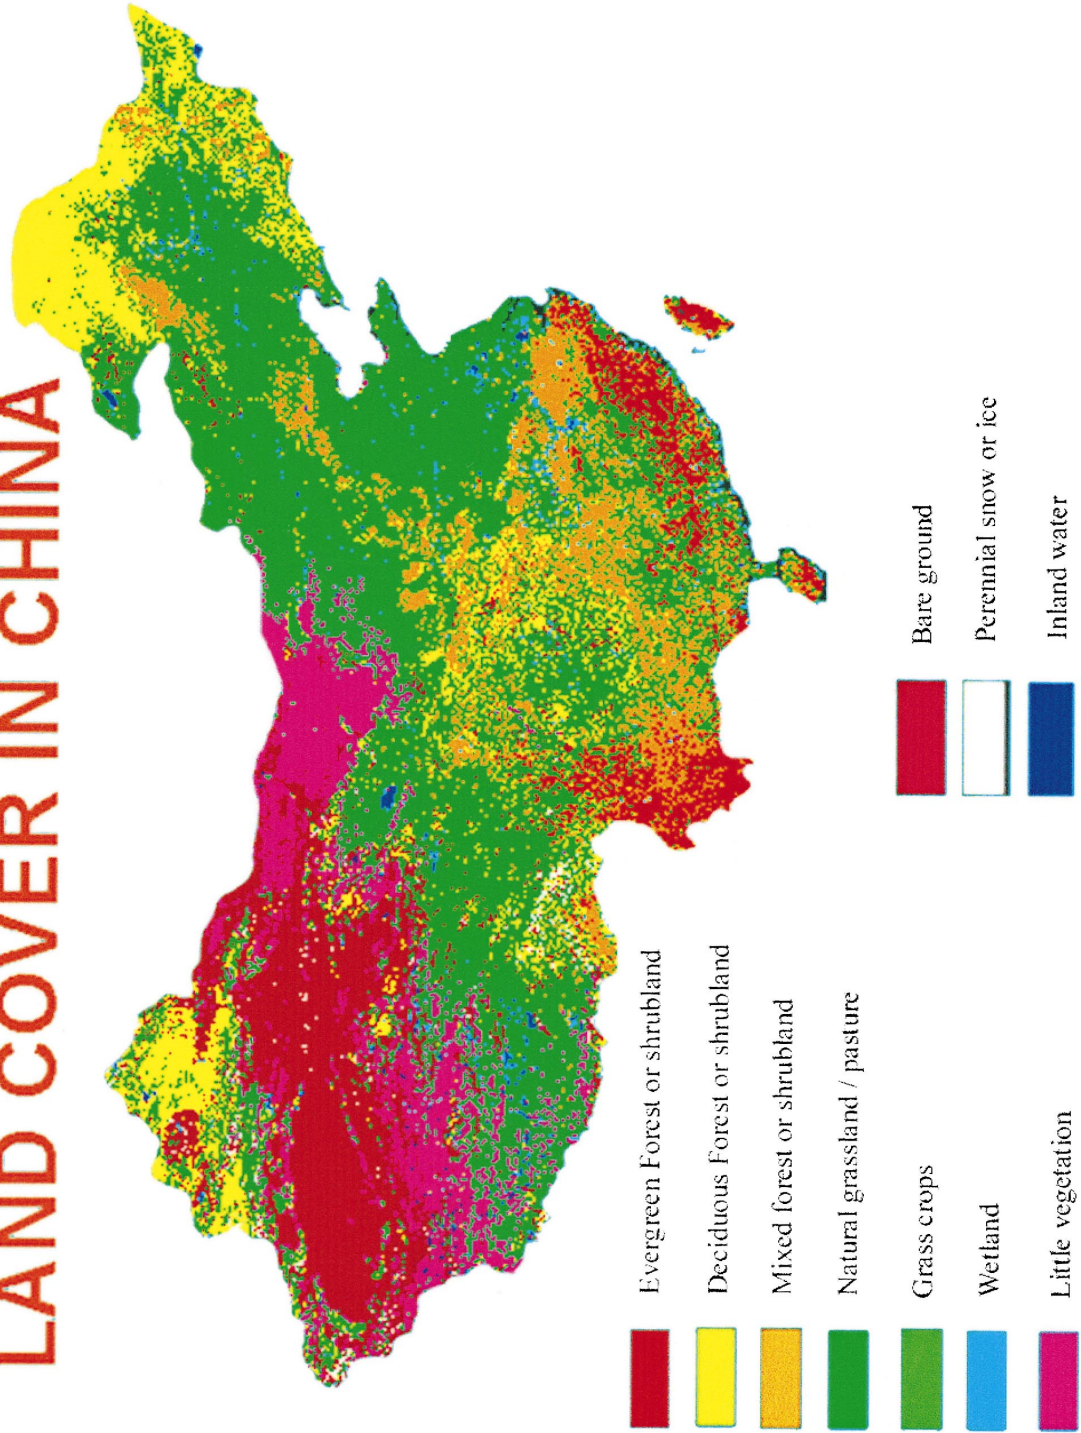 LAND COVER IN CHINA
Evergreen Forest or shrubland
Deciduous Forest or shrubland
Mixed forest or shrubland
Natural grassland / pasture
Grass crops
Wetland
Little vegetation
Bare ground
Perennial snow or ice
Inland water